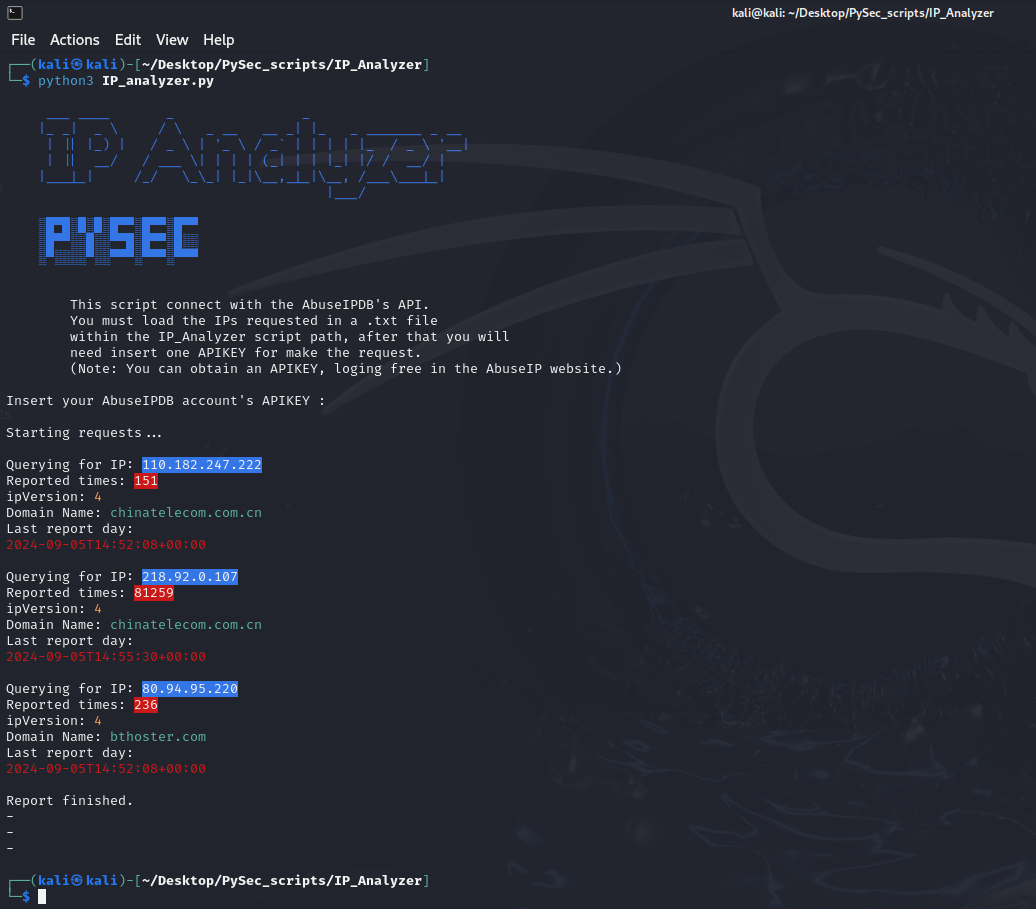 kali@kali: ~/Desktop/PySec_scripts/IP_Analyzer
File Actions Edit View Help
┌──(kali㉿kali)-[~/Desktop/PySec_scripts/IP_Analyzer]
└─$ python3 IP_analyzer.py
IP Analyzer
PYSEC
This script connect with the AbuseIPDB's API.
You must load the IPs requested in a .txt file
within the IP_Analyzer script path, after that you will
need insert one APIKEY for make the request.
(Note: You can obtain an APIKEY, loging free in the AbuseIP website.)
Insert your AbuseIPDB account's APIKEY :
Starting requests...
Querying for IP: 110.182.247.222
Reported times: 151
ipVersion: 4
Domain Name: chinatelecom.com.cn
Last report day:
2024-09-05T14:52:08+00:00
Querying for IP: 218.92.0.107
Reported times: 81259
ipVersion: 4
Domain Name: chinatelecom.com.cn
Last report day:
2024-09-05T14:55:30+00:00
Querying for IP: 80.94.95.220
Reported times: 236
ipVersion: 4
Domain Name: bthoster.com
Last report day:
2024-09-05T14:52:08+00:00
Report finished.
-
-
-
┌──(kali㉿kali)-[~/Desktop/PySec_scripts/IP_Analyzer]
└─$